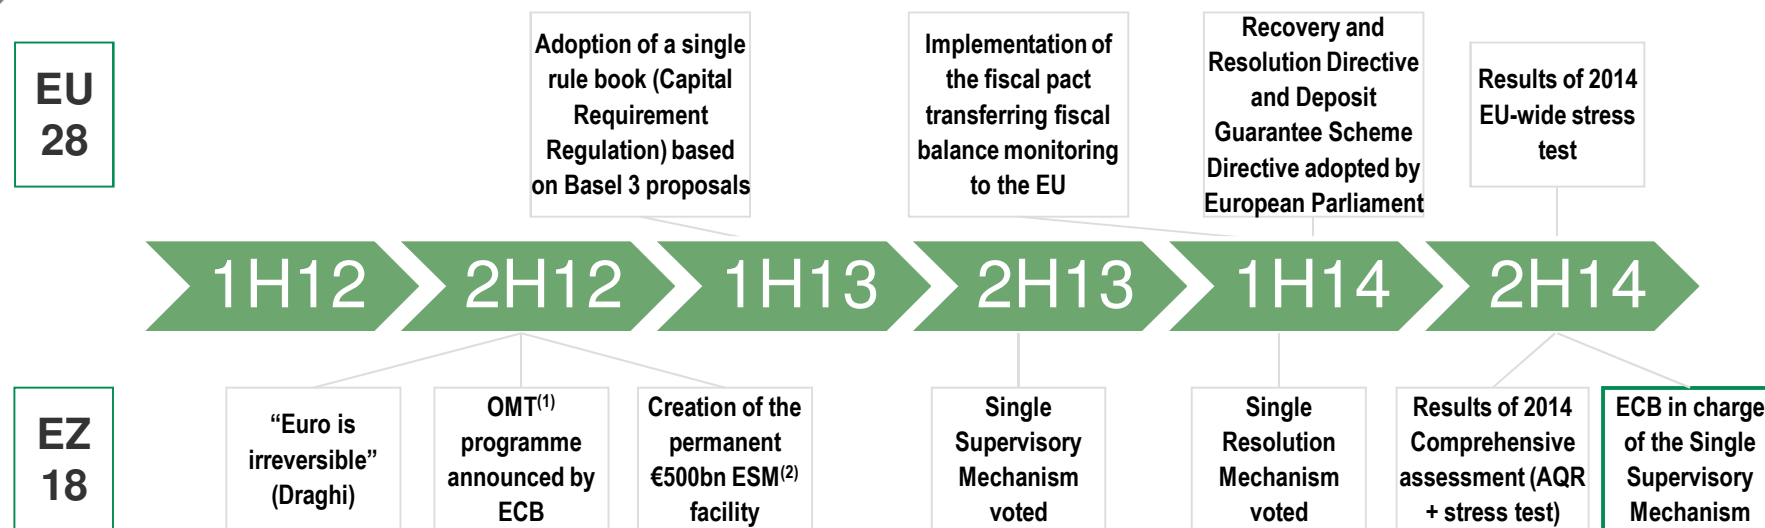 EU
28
Adoption of a single
rule book (Capital
Requirement
Regulation) based
on Basel 3 proposals
Implementation of
the fiscal pact
transferring fiscal
balance monitoring
to the EU
Recovery and
Resolution Directive
and Deposit
Guarantee Scheme
Directive adopted by
European Parliament
Results of 2014
EU-wide stress
test
1H12
2H12
1H13
2H13
1H14
2H14
EZ
18
“Euro is
irreversible”
(Draghi)
OMT(1)
programme
announced by
ECB
Creation of the
permanent
€500bn ESM(2)
facility
Single
Supervisory
Mechanism
voted
Single
Resolution
Mechanism
voted
Results of 2014
Comprehensive
assessment (AQR
+ stress test)
ECB in charge
of the Single
Supervisory
Mechanism